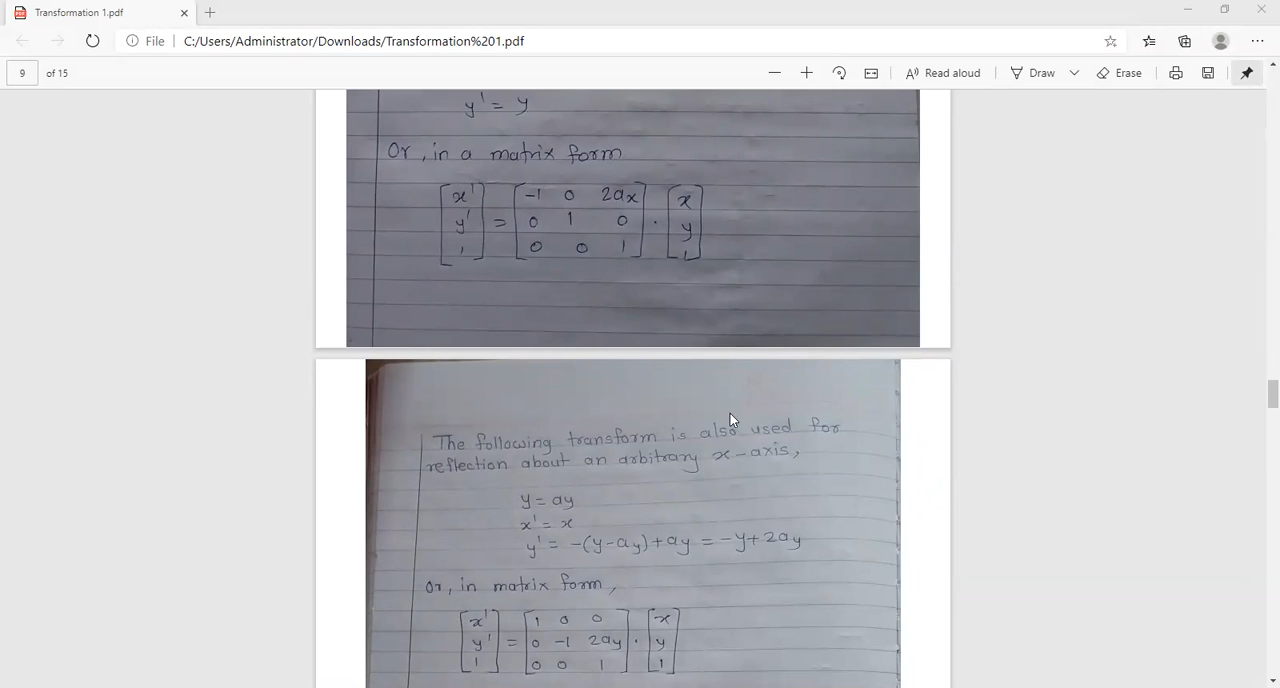 Transformation 1.pdf
File | C:/Users/Administrator/Downloads/Transformation%201.pdf
9 of 15
Read aloud
Draw
Erase
y' = y
Or, in a matrix form
[x'] = [-1 0 2ax] . [x]
[y'] [0 1 0] [y]
[1] [0 0 1] [1]
The following transform is also used for
reflection about an arbitrary x-axis,
y = ay
x' = x
y' = -(y-ay)+ay = -y+2ay
Or, in matrix form,
[x'] = [1 0 0] . [x]
[y'] [0 -1 2ay] [y]
[1] [0 0 1] [1]